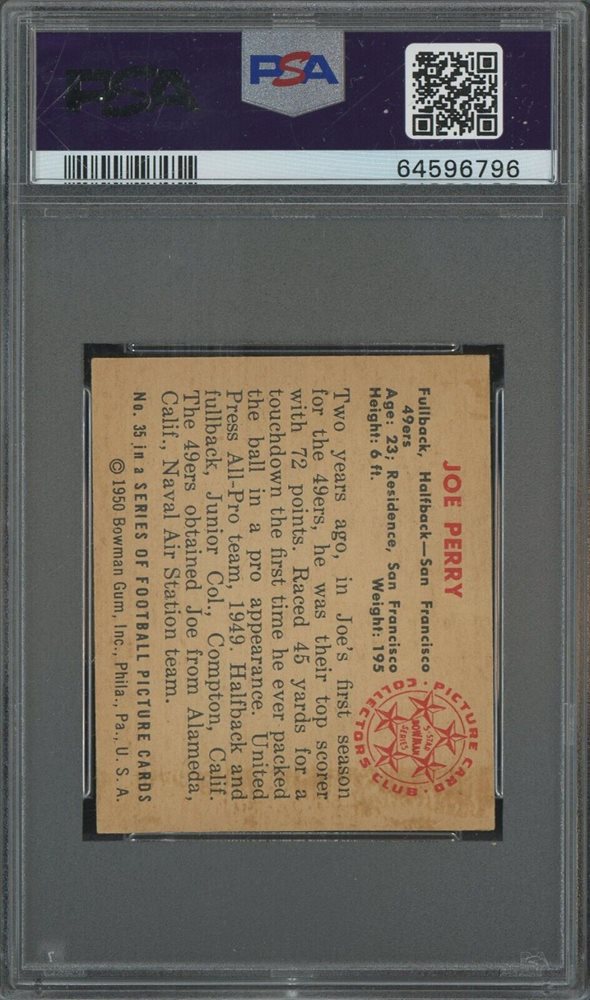 PSA
PSA
64596796
JOE PERRY
Fullback, Halfback—San Francisco
49ers
Age: 23; Residence, San Francisco
Height: 6 ft. Weight: 195
Two years ago, in Joe's first season
for the 49ers, he was their top scorer
with 72 points. Raced 45 yards for a
touchdown the first time he ever packed
the ball in a pro appearance. United
Press All-Pro team, 1949. Halfback and
fullback, Junior Col., Compton, Calif.
The 49ers obtained Joe from Alameda,
Calif., Naval Air Station team.
No. 35 in a SERIES OF FOOTBALL PICTURE CARDS
© 1950 Bowman Gum, Inc., Phila., Pa., U. S. A.
PICTURE CARD
COLLECTORS CLUB
5-STAR
BOWMAN
SERIES